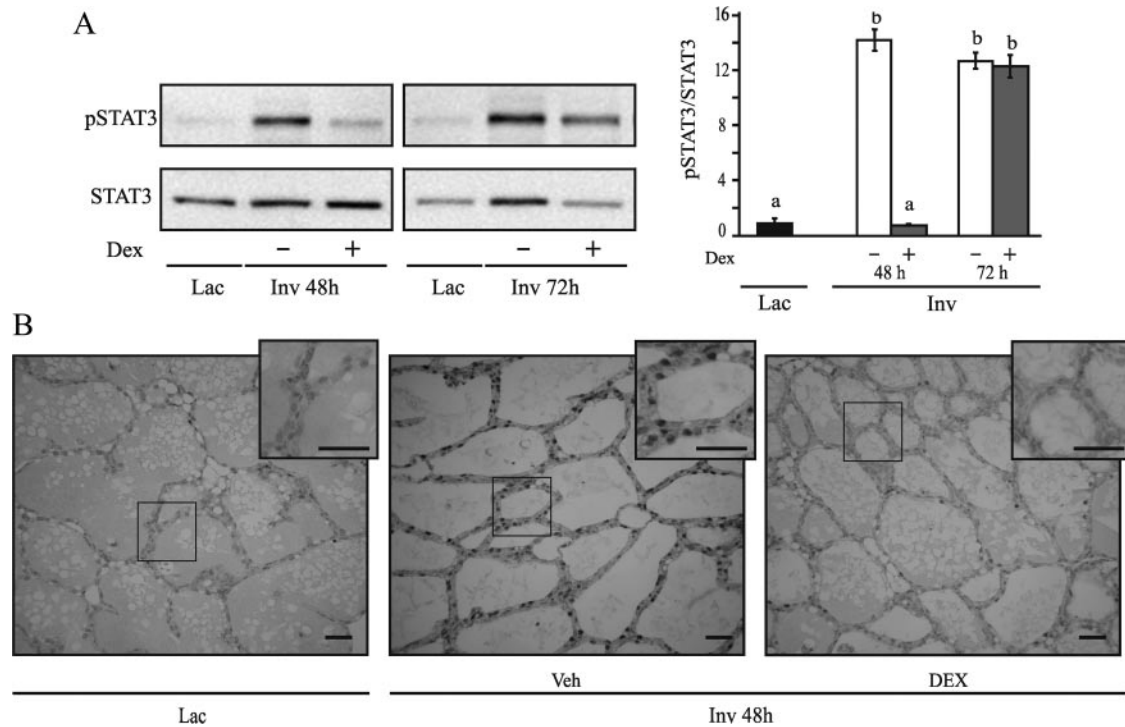 A
pSTAT3
STAT3
Dex − + − +
Lac Inv 48h Lac Inv 72h
pSTAT3/STAT3
16
12
8
4
0
a b a b b
Dex − + − +
48 h 72 h
Lac Inv
B
Veh DEX
Lac Inv 48h